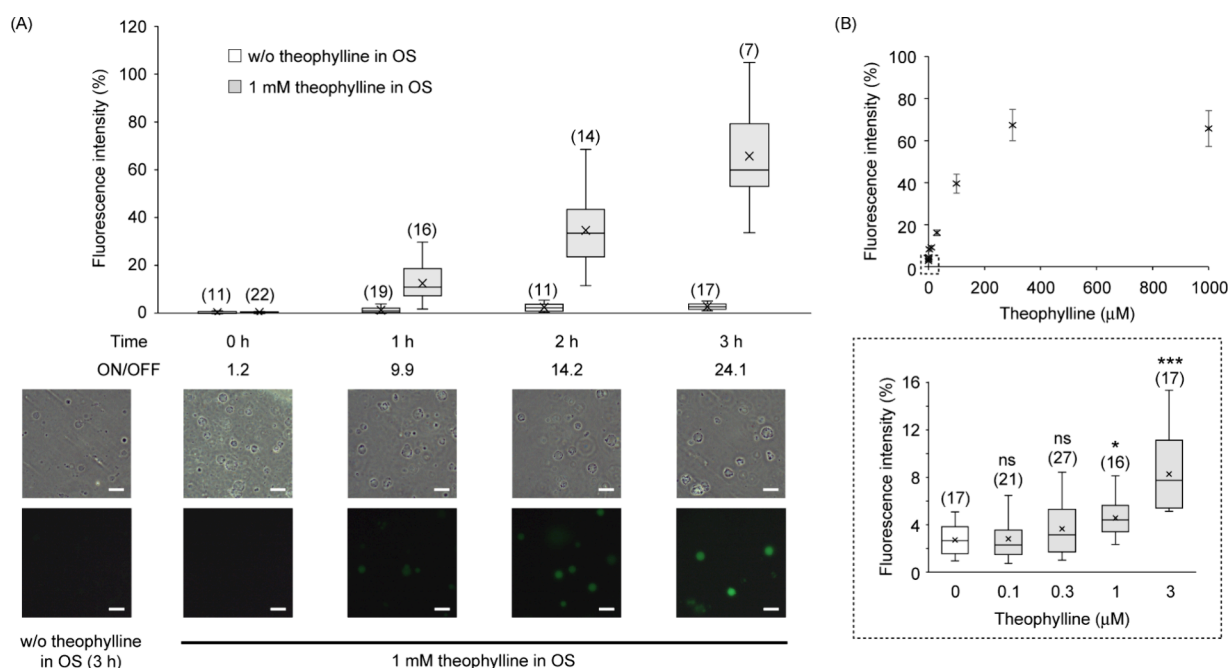 (A)
120
100
80
60
40
20
0
Fluorescence intensity (%)
w/o theophylline in OS
1 mM theophylline in OS
(11) (22) (19) (16) (11) (14) (17) (7)
Time 0 h 1 h 2 h 3 h
ON/OFF 1.2 9.9 14.2 24.1
w/o theophylline
in OS (3 h)
1 mM theophylline in OS
(B)
100
80
60
40
20
0
Fluorescence intensity (%)
0 200 400 600 800 1000
Theophylline (μM)
16
12
8
4
0
Fluorescence intensity (%)
ns ns * ***
(17) (21) (27) (16) (17)
0 0.1 0.3 1 3
Theophylline (μM)